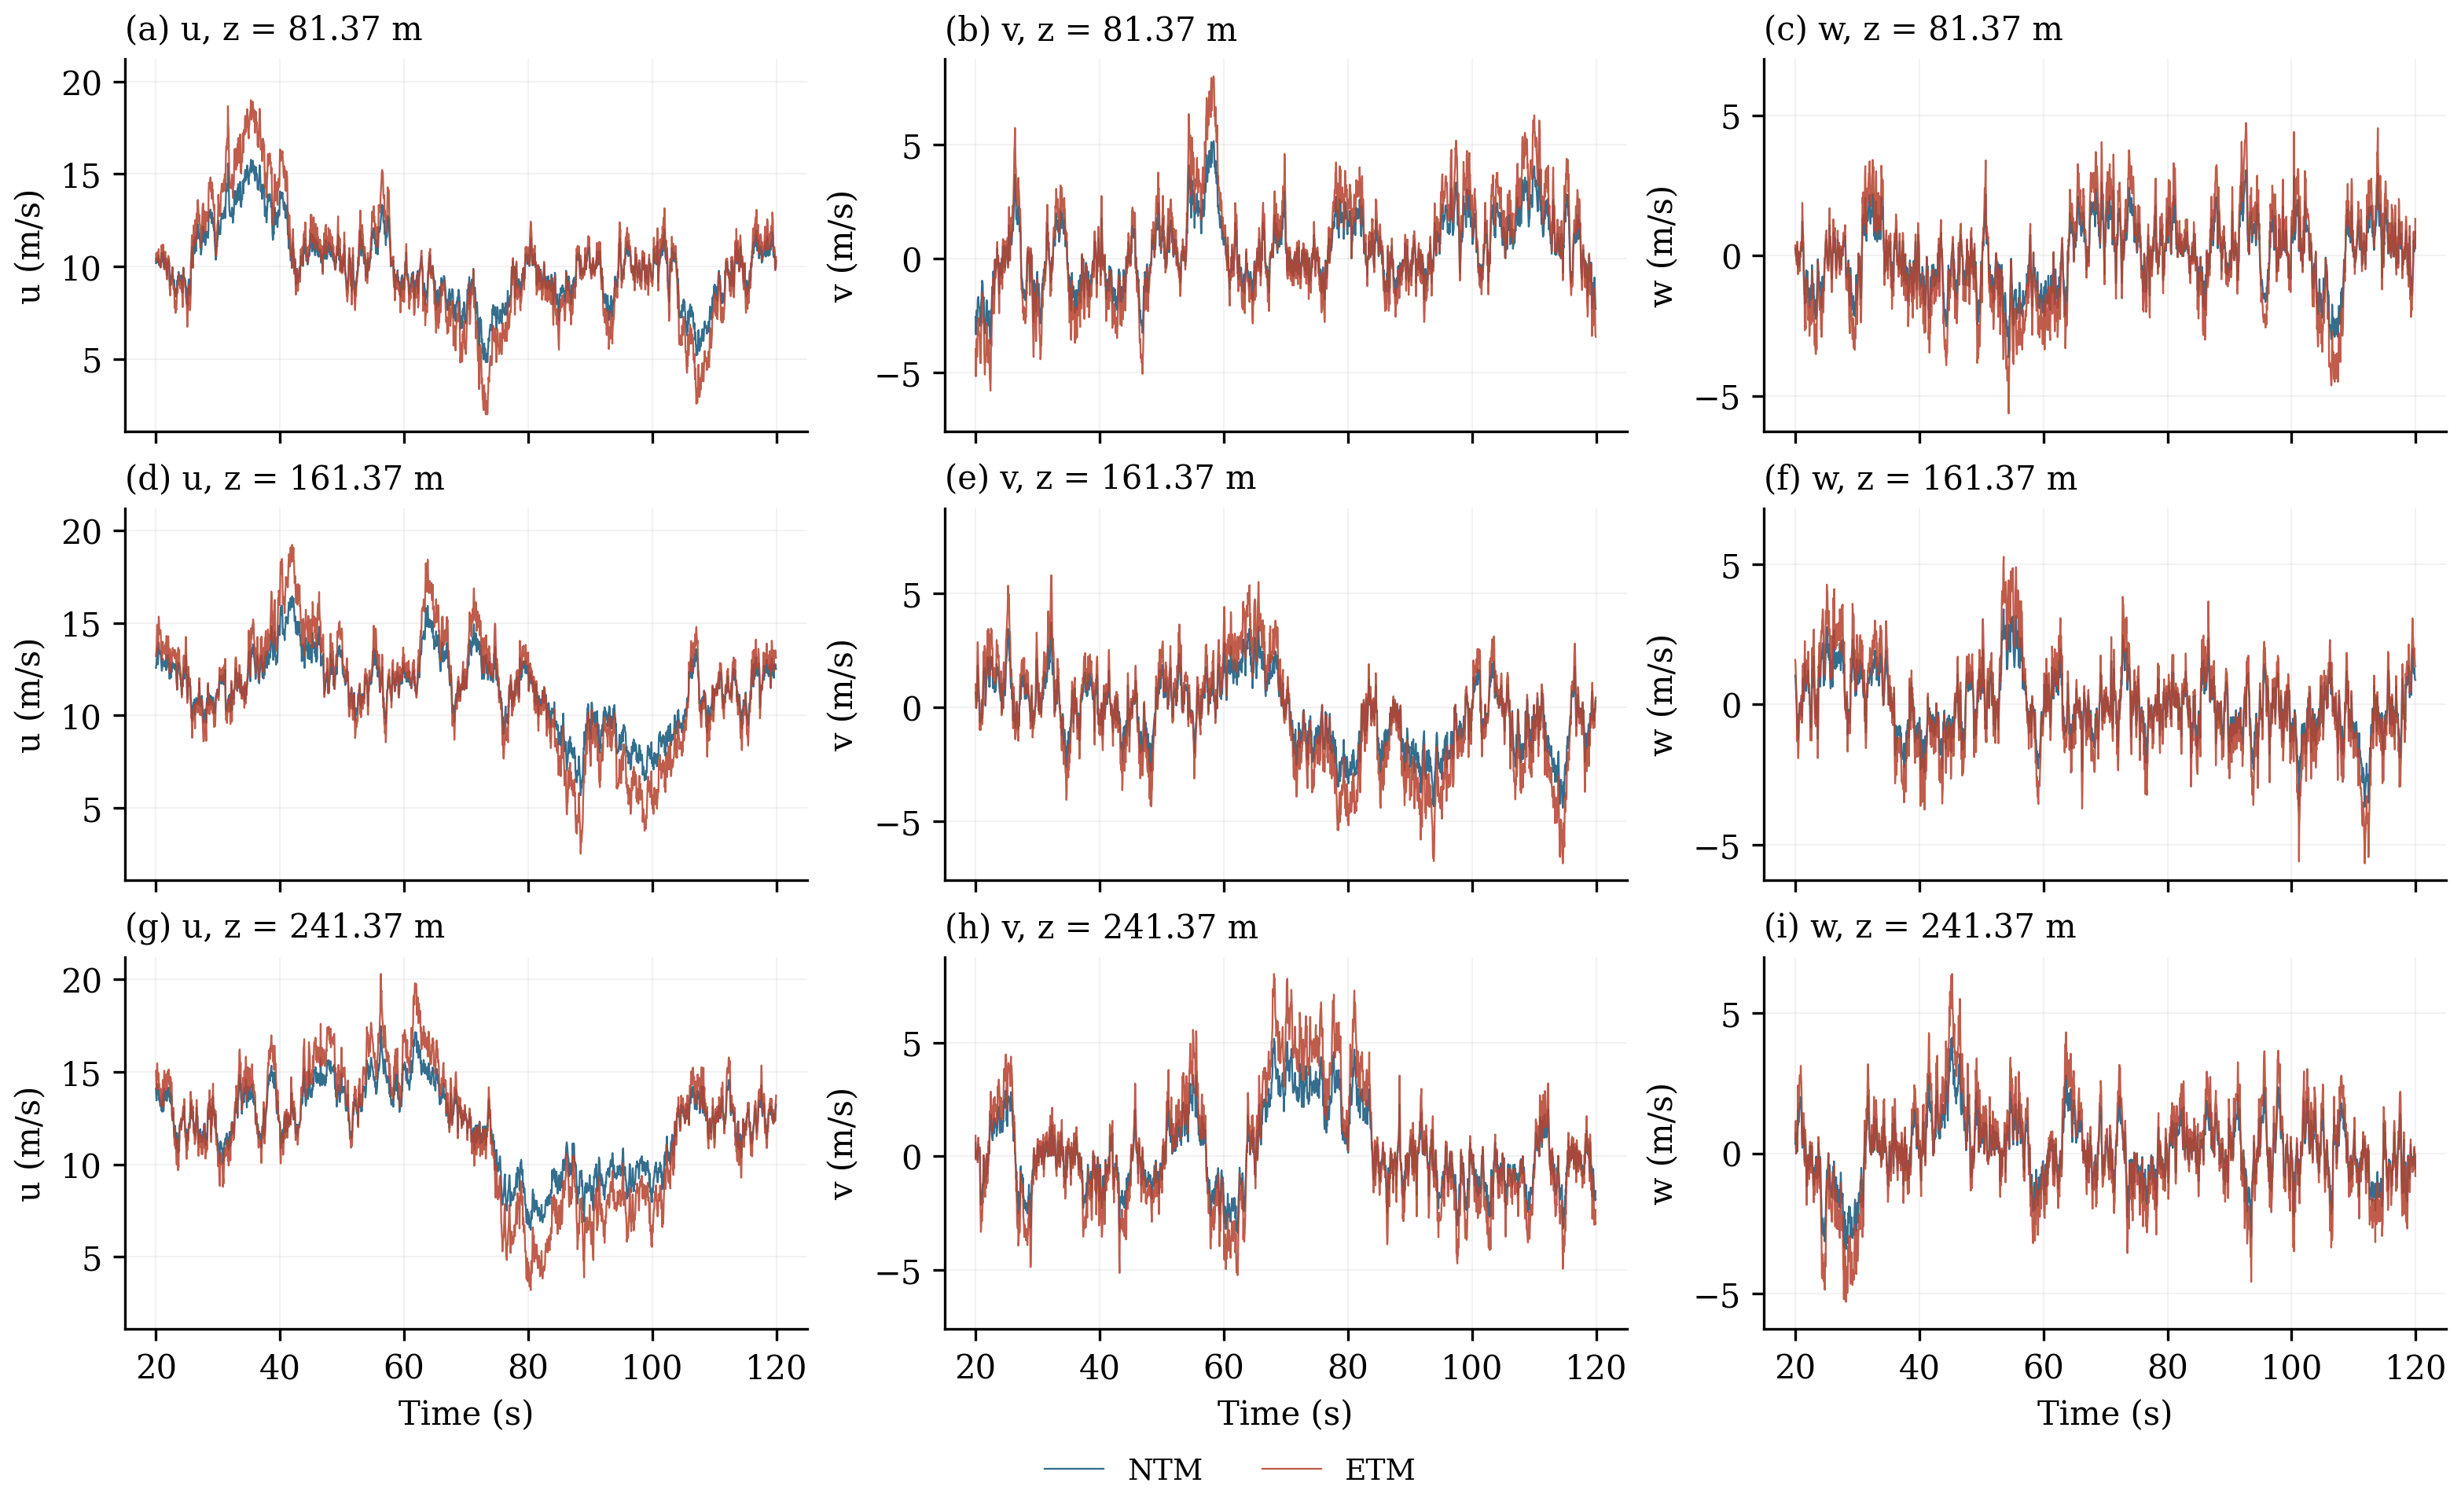 (a) u, z = 81.37 m
(b) v, z = 81.37 m
(c) w, z = 81.37 m
u (m/s)
20
15
10
5
v (m/s)
5
0
−5
w (m/s)
5
0
−5
(d) u, z = 161.37 m
(e) v, z = 161.37 m
(f) w, z = 161.37 m
u (m/s)
20
15
10
5
v (m/s)
5
0
−5
w (m/s)
5
0
−5
(g) u, z = 241.37 m
(h) v, z = 241.37 m
(i) w, z = 241.37 m
u (m/s)
20
15
10
5
v (m/s)
5
0
−5
w (m/s)
5
0
−5
20 40 60 80 100 120
20 40 60 80 100 120
20 40 60 80 100 120
Time (s)
Time (s)
Time (s)
NTM
ETM